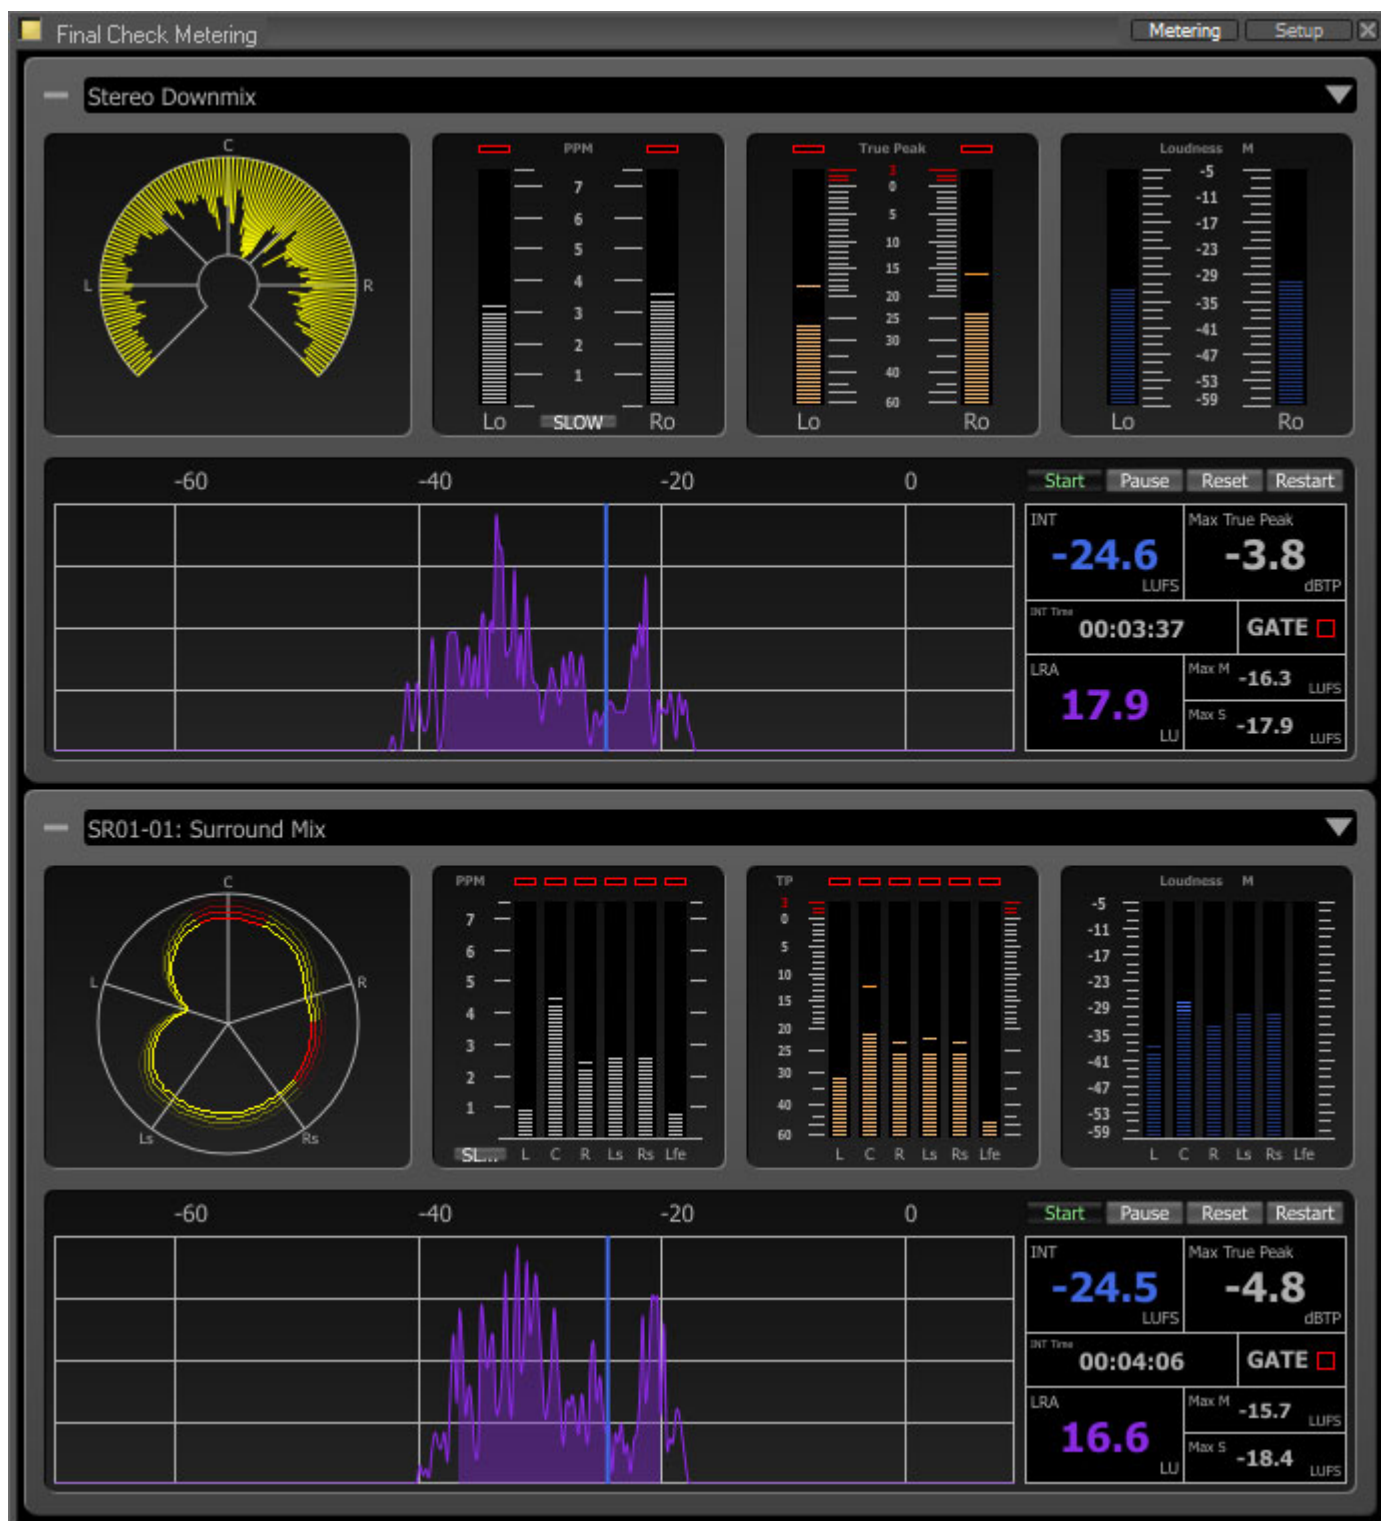 Final Check Metering
Metering Setup
Stereo Downmix
C
L R
PPM
7
6
5
4
3
2
1
Lo SLOW Ro
True Peak
3
0
5
10
15
20
25
30
40
60
Lo Ro
Loudness M
-5
-11
-17
-23
-29
-35
-41
-47
-53
-59
Lo Ro
-60 -40 -20 0
Start Pause Reset Restart
INT
-24.6
LUFS
Max True Peak
-3.8
dBTP
INT Time
00:03:37
GATE
LRA
17.9
LU
Max M -16.3 LUFS
Max S -17.9 LUFS
SR01-01: Surround Mix
C
L R
Ls Rs
PPM
7
6
5
4
3
2
1
SL... L C R Ls Rs Lfe
TP
3
0
5
10
15
20
25
30
40
60
L C R Ls Rs Lfe
Loudness M
-5
-11
-17
-23
-29
-35
-41
-47
-53
-59
L C R Ls Rs Lfe
-60 -40 -20 0
Start Pause Reset Restart
INT
-24.5
LUFS
Max True Peak
-4.8
dBTP
INT Time
00:04:06
GATE
LRA
16.6
LU
Max M -15.7 LUFS
Max S -18.4 LUFS